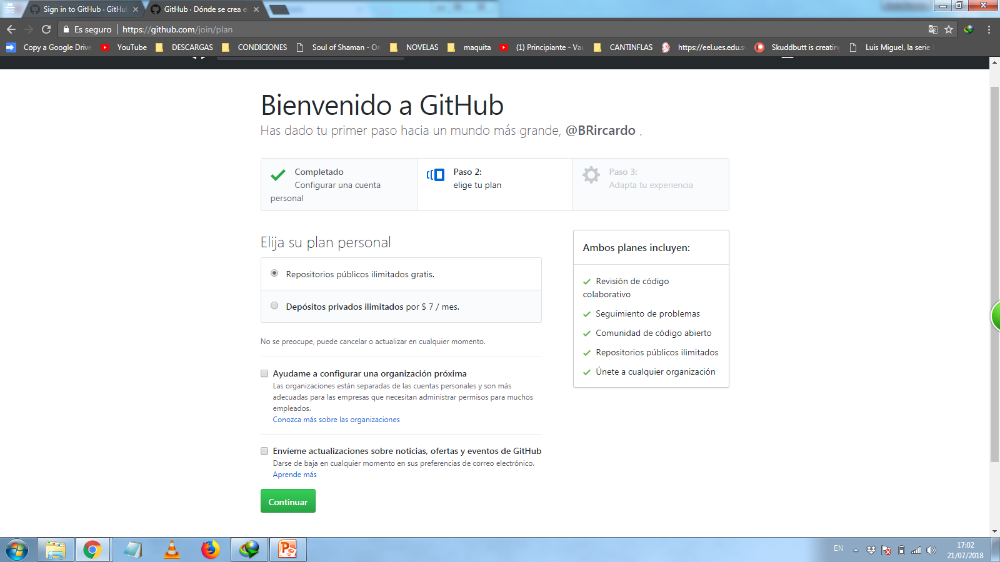 Sign in to GitHub · GitHub
GitHub · Dónde se crea el
Es seguro
https://github.com/join/plan
Copy a Google Drive
YouTube
DESCARGAS
CONDICIONES
Soul of Shaman - On
NOVELAS
maquita
(1) Principiante - Vau
CANTINFLAS
https://eel.ues.edu.sv
Skuddbutt is creating
Luis Miguel, la serie
Bienvenido a GitHub
Has dado tu primer paso hacia un mundo más grande, @BRircardo .
Completado
Configurar una cuenta
personal
Paso 2:
elige tu plan
Paso 3:
Adapta tu experiencia
Elija su plan personal
Repositorios públicos ilimitados gratis.
Depósitos privados ilimitados por $ 7 / mes.
No se preocupe, puede cancelar o actualizar en cualquier momento.
Ayudame a configurar una organización próxima
Las organizaciones están separadas de las cuentas personales y son más
adecuadas para las empresas que necesitan administrar permisos para muchos
empleados.
Conozca más sobre las organizaciones
Envíeme actualizaciones sobre noticias, ofertas y eventos de GitHub
Darse de baja en cualquier momento en sus preferencias de correo electrónico.
Aprende más
Continuar
Ambos planes incluyen:
Revisión de código
colaborativo
Seguimiento de problemas
Comunidad de código abierto
Repositorios públicos ilimitados
Únete a cualquier organización
EN
17:02
21/07/2018